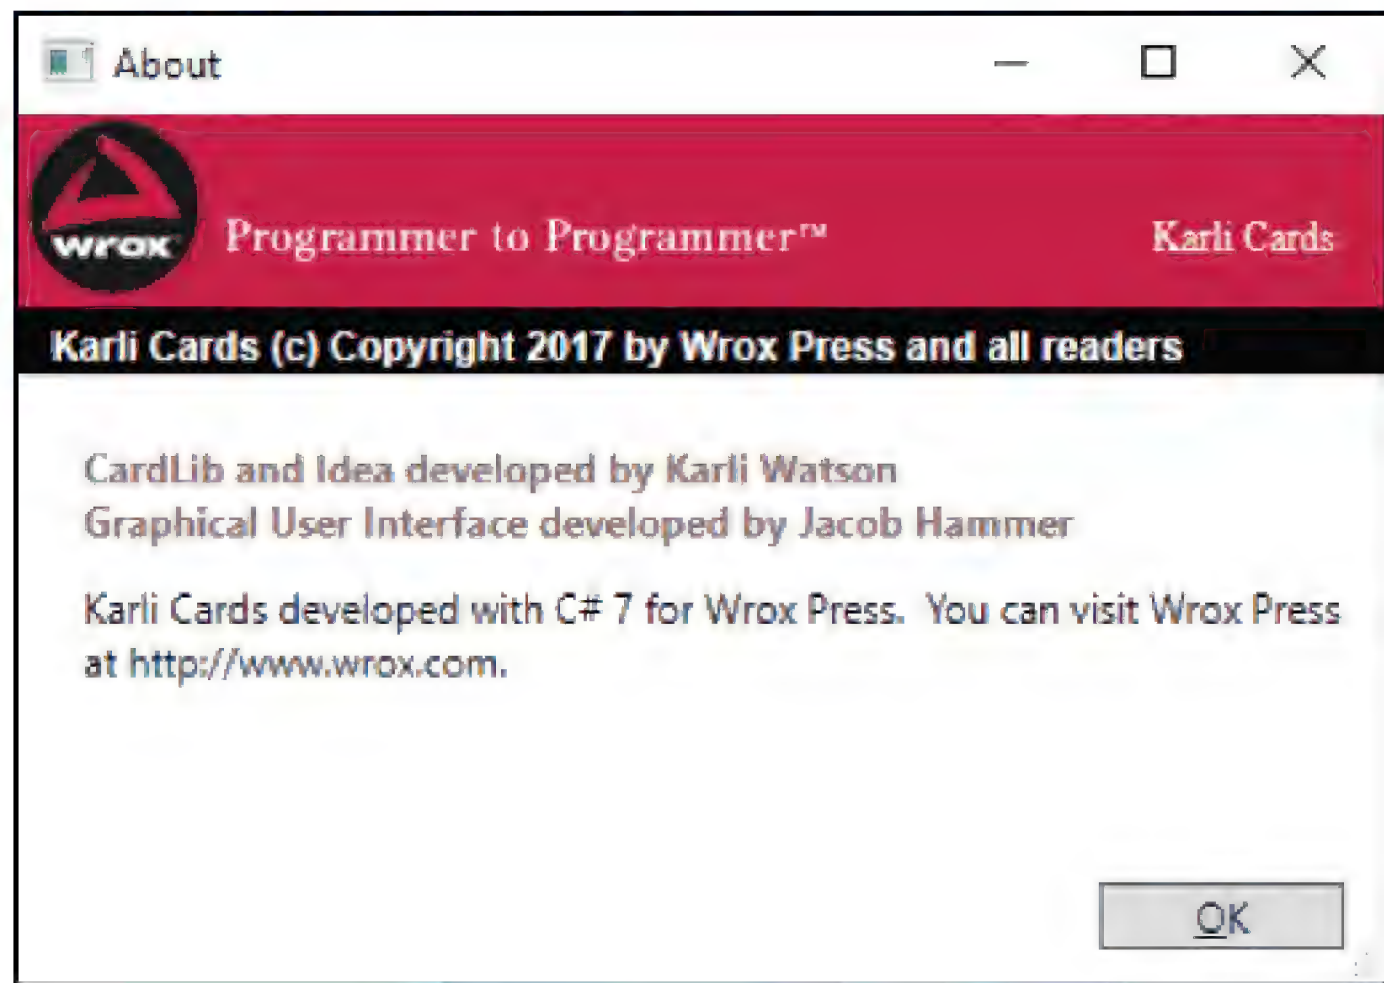 About
wrox
Programmer to Programmer™
Karli Cards
Karli Cards (c) Copyright 2017 by Wrox Press and all readers
CardLib and Idea developed by Karli Watson
Graphical User Interface developed by Jacob Hammer
Karli Cards developed with C# 7 for Wrox Press.  You can visit Wrox Press
at http://www.wrox.com.
OK